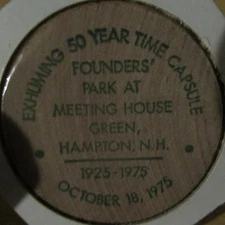 EXHUMING 50 YEAR TIME CAPSULE
FOUNDERS'
PARK AT
MEETING HOUSE
GREEN,
HAMPTON, N.H.
1925-1975
OCTOBER 18, 1975